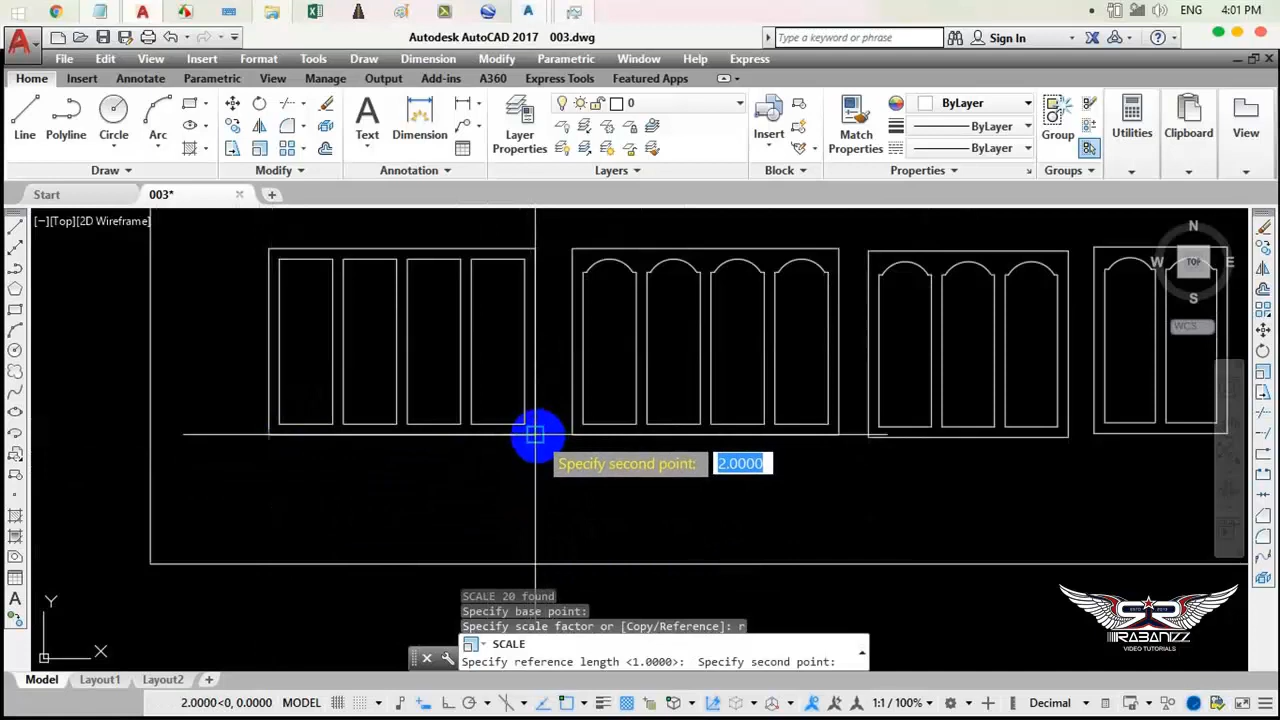 ENG 4:01 PM
Autodesk AutoCAD 2017 003.dwg
Type a keyword or phrase
Sign In
File Edit View Insert Format Tools Draw Dimension Modify Parametric Window Help Express
Home Insert Annotate Parametric View Manage Output Add-ins A360 Express Tools Featured Apps
Line Polyline Circle Arc
Text Dimension
Layer Properties
0
Insert
Match Properties
ByLayer
ByLayer
ByLayer
Group
Utilities
Clipboard
View
Draw Modify Annotation Layers Block Properties Groups
Start 003*
[−][Top][2D Wireframe]
N
W TOP E
S
WCS
Specify second point: 2.0000
SCALE 20 found
Specify base point:
Specify scale factor or [Copy/Reference]: r
SCALE
Specify reference length <1.0000>: Specify second point:
Y
X
RABANIZZ
VIDEO TUTORIALS
Model Layout1 Layout2
2.0000<0, 0.0000 MODEL 1:1 / 100% Decimal